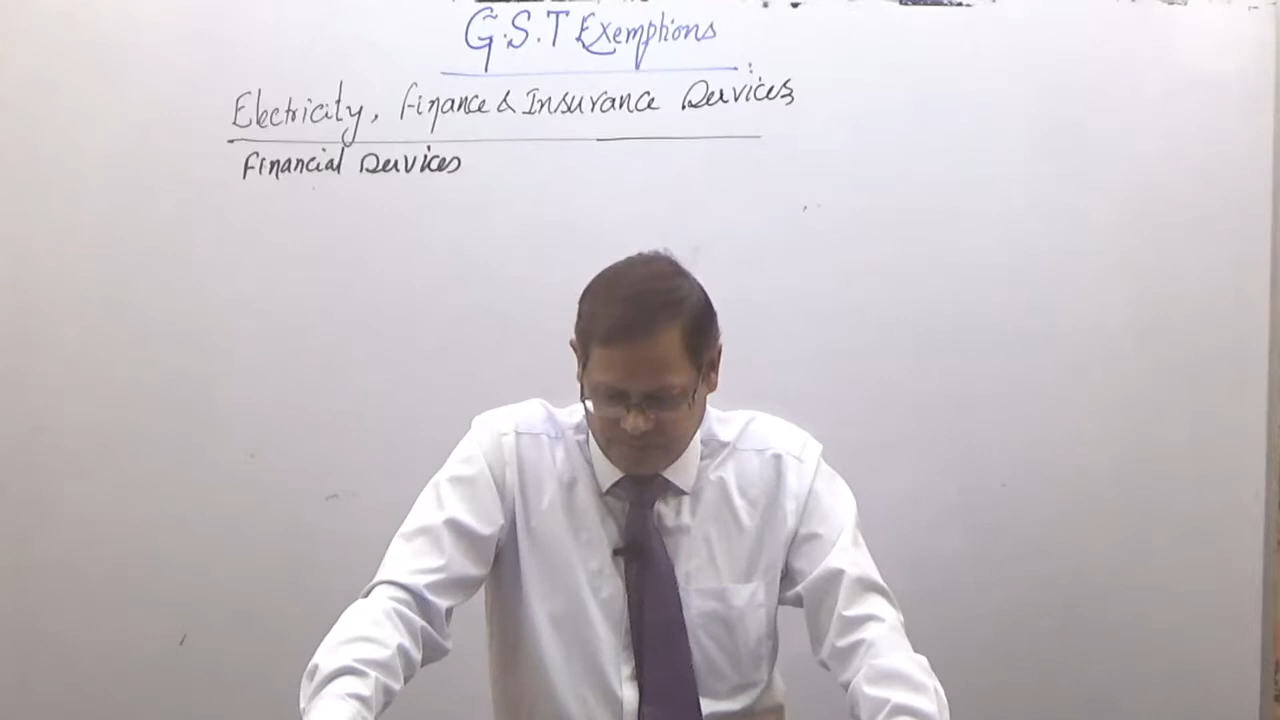 G.S.T Exemptions
Electricity, Finance & Insurance Services
Financial Services